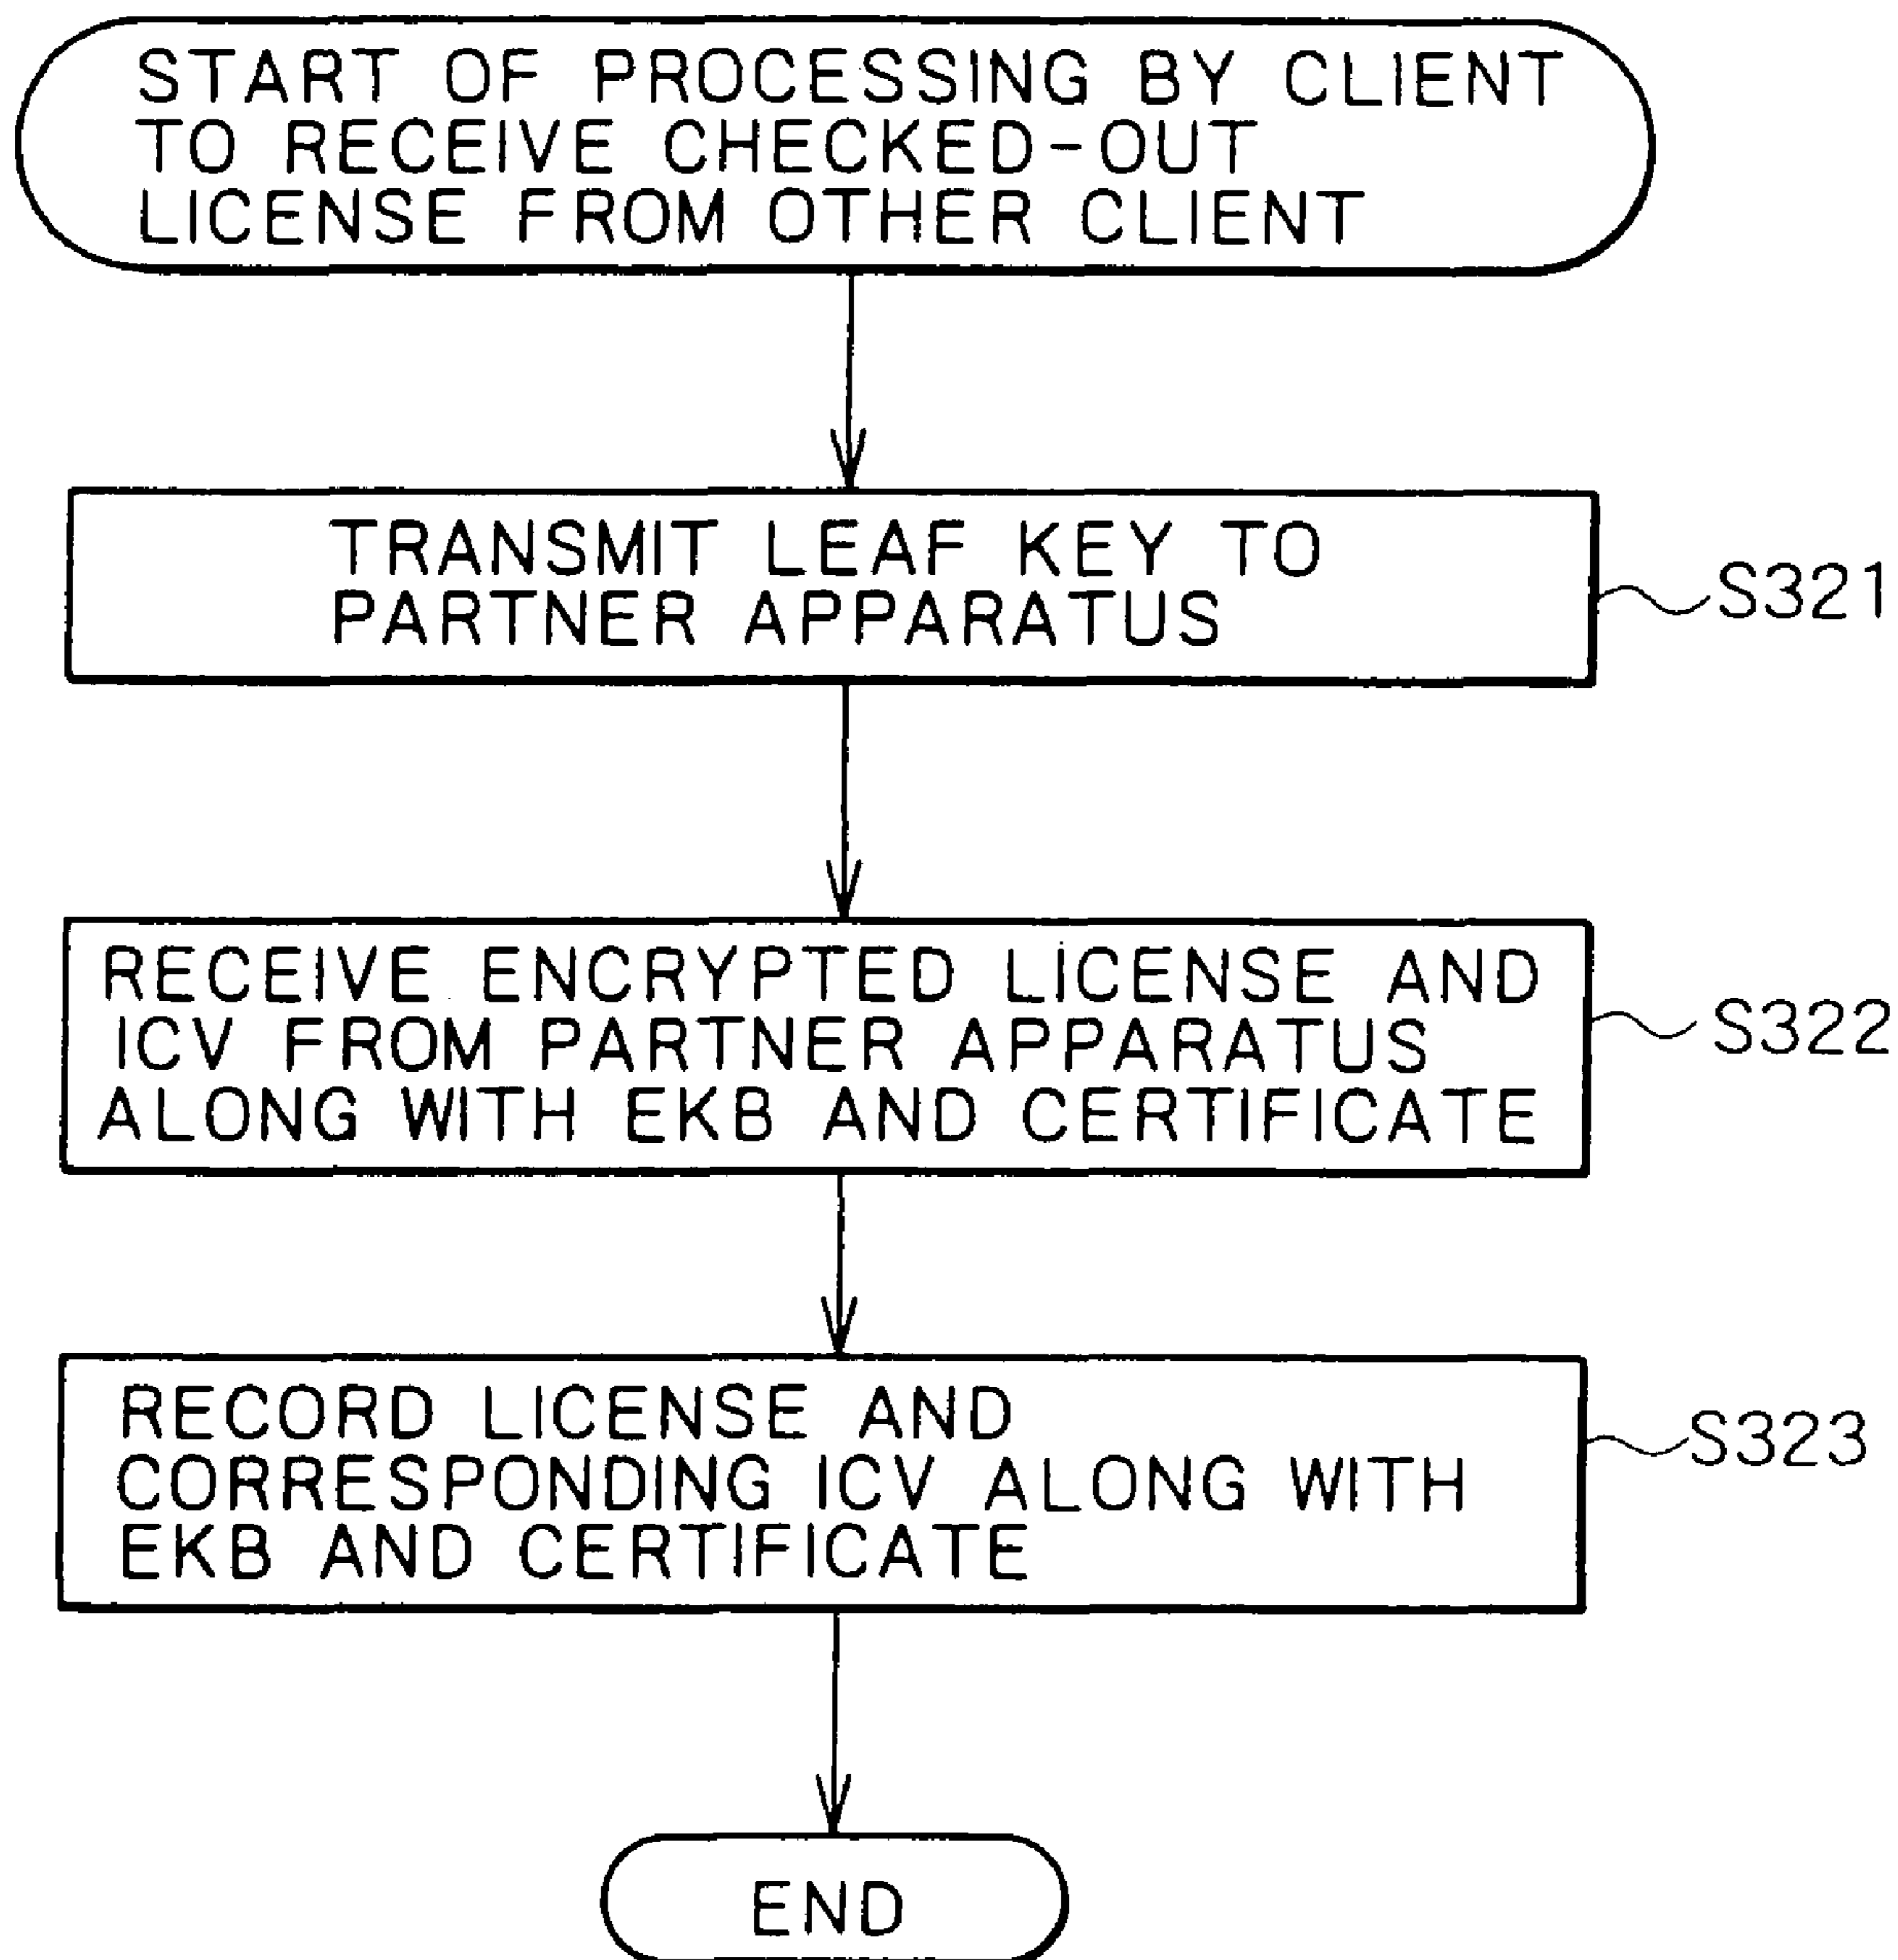 START OF PROCESSING BY CLIENT
TO RECEIVE CHECKED-OUT
LICENSE FROM OTHER CLIENT
TRANSMIT LEAF KEY TO
PARTNER APPARATUS
S321
RECEIVE ENCRYPTED LICENSE AND
ICV FROM PARTNER APPARATUS
ALONG WITH EKB AND CERTIFICATE
S322
RECORD LICENSE AND
CORRESPONDING ICV ALONG WITH
EKB AND CERTIFICATE
S323
END